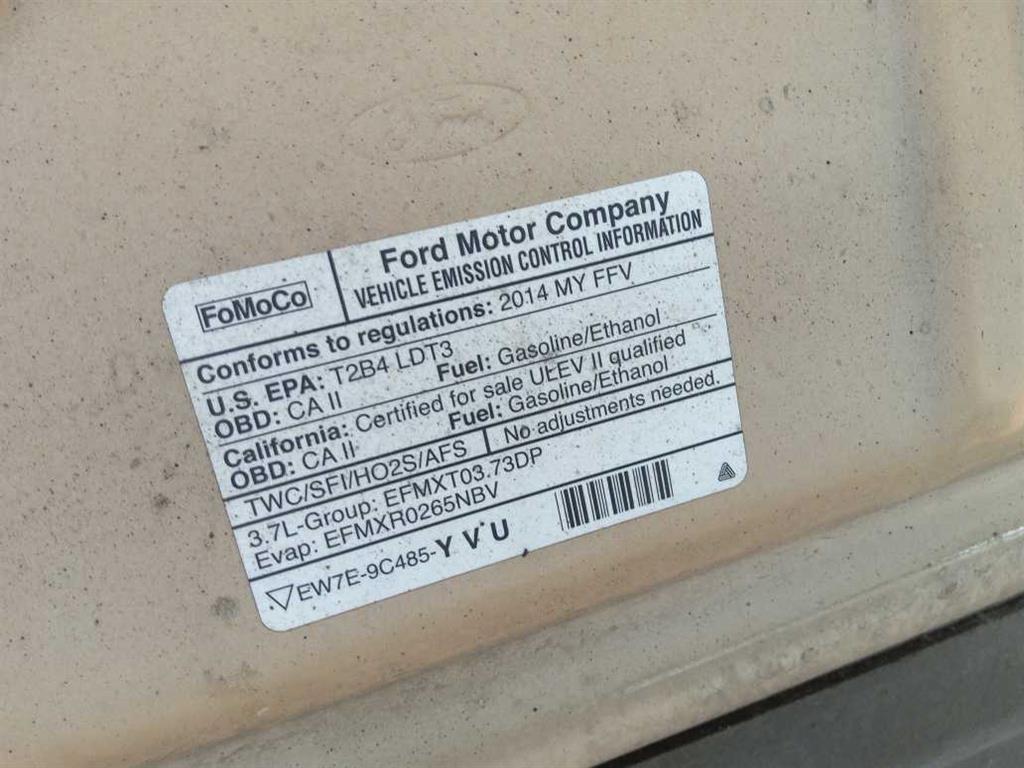 FoMoCo
Ford Motor Company
VEHICLE EMISSION CONTROL INFORMATION
Conforms to regulations: 2014 MY FFV
U.S. EPA: T2B4 LDT3
OBD: CA II Fuel: Gasoline/Ethanol
California: Certified for sale ULEV II qualified
OBD: CA II Fuel: Gasoline/Ethanol
TWC/SFI/HO2S/AFS No adjustments needed.
3.7L-Group: EFMXT03.73DP
Evap: EFMXR0265NBV
EW7E-9C485-YVU